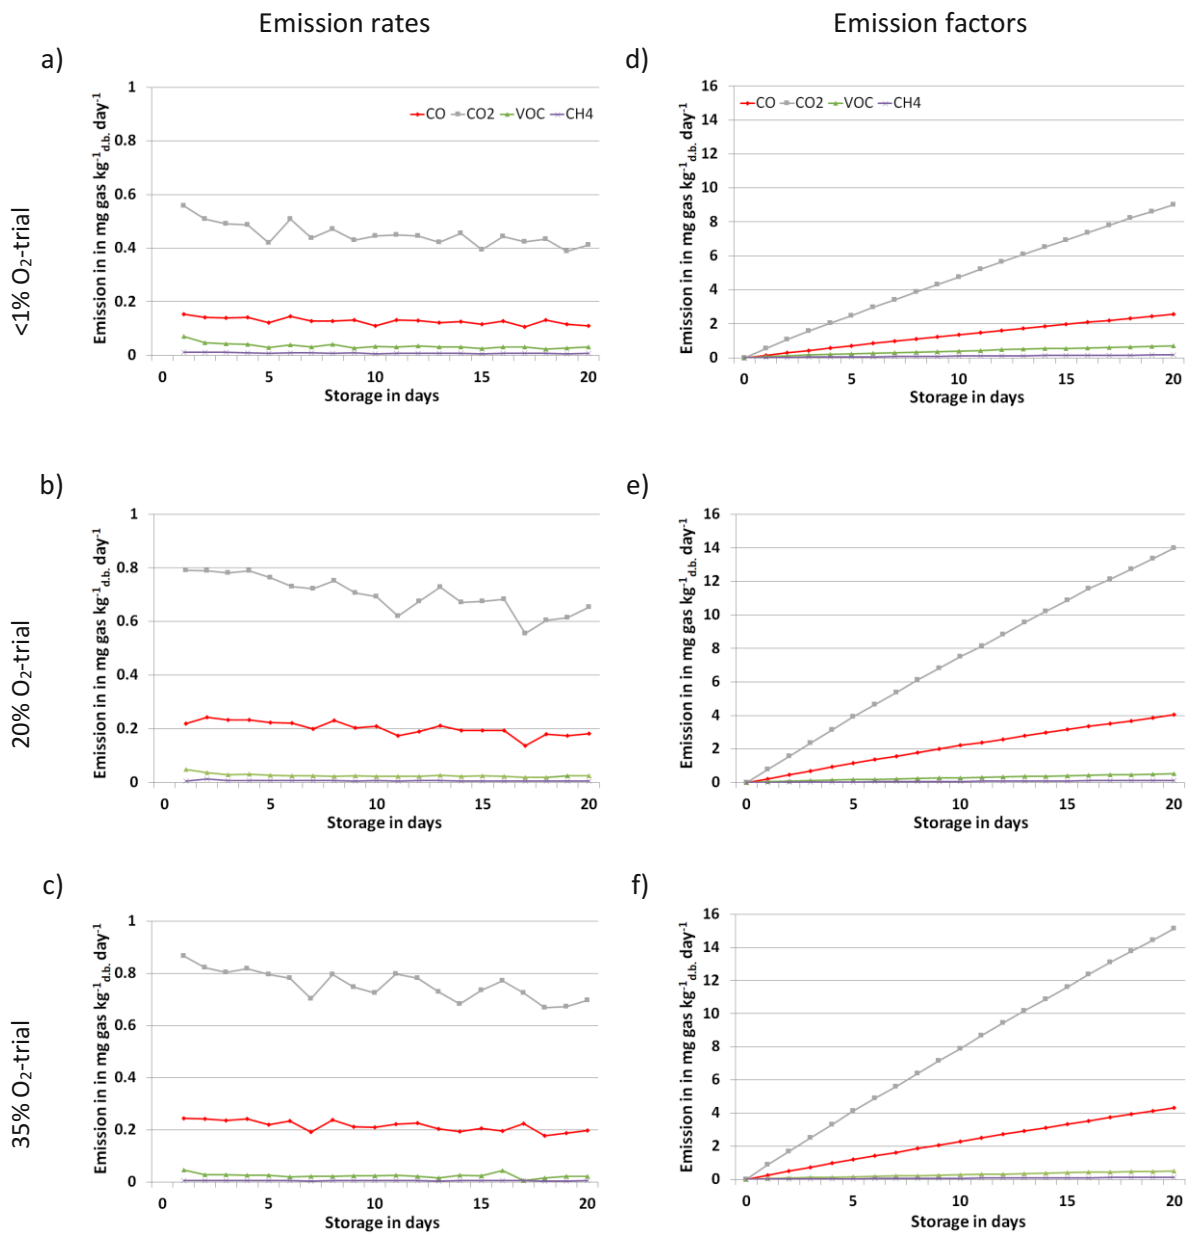 Emission rates
Emission factors
a)
<1% O₂-trial
Emission in in mg gas kg⁻¹d.b. day⁻¹
1
0.8
0.6
0.4
0.2
0
CO CO2 VOC CH4
0 5 10 15 20
Storage in days
d)
Emission in in mg gas kg⁻¹d.b. day⁻¹
16
14
12
10
8
6
4
2
0
CO CO2 VOC CH4
0 5 10 15 20
Storage in days
b)
20% O₂-trial
Emission in in mg gas kg⁻¹d.b. day⁻¹
1
0.8
0.6
0.4
0.2
0
0 5 10 15 20
Storage in days
e)
Emission in in mg gas kg⁻¹d.b. day⁻¹
16
14
12
10
8
6
4
2
0
0 5 10 15 20
Storage in days
c)
35% O₂-trial
Emission in in mg gas kg⁻¹d.b. day⁻¹
1
0.8
0.6
0.4
0.2
0
0 5 10 15 20
Storage in days
f)
Emission in in mg gas kg⁻¹d.b. day⁻¹
16
14
12
10
8
6
4
2
0
0 5 10 15 20
Storage in days